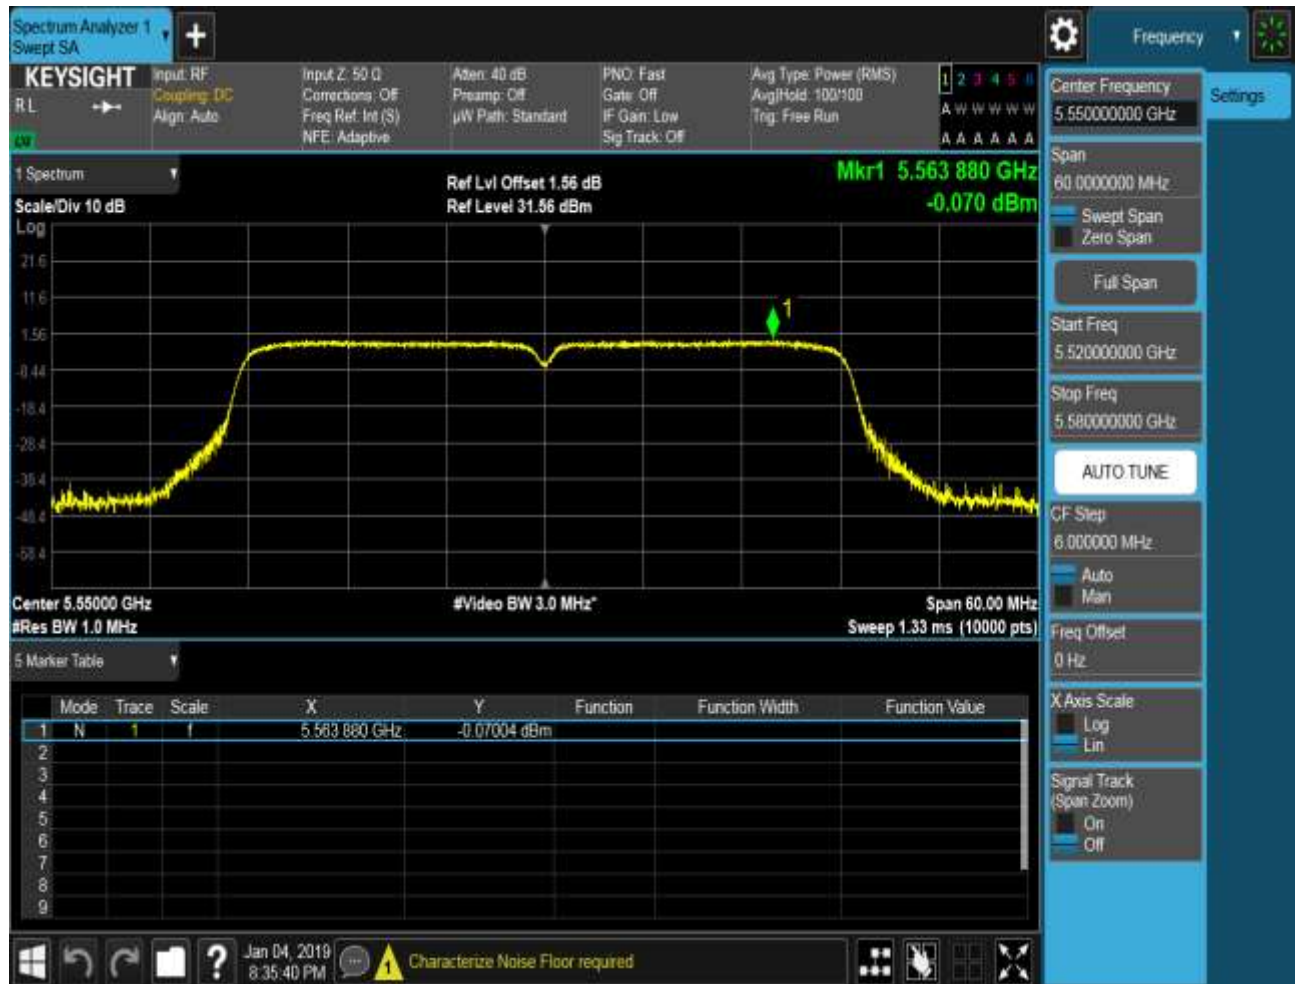 Spectrum Analyzer 1
Swept SA
Frequency
KEYSIGHT
RL
Input: RF
Coupling: DC
Align: Auto
Input Z: 50 Ω
Corrections: Off
Freq Ref: Int (S)
NFE: Adaptive
Atten: 40 dB
Preamp: Off
µW Path: Standard
PNO: Fast
Gate: Off
IF Gain: Low
Sig Track: Off
Avg Type: Power (RMS)
Avg|Hold: 100/100
Trig: Free Run
1 2 3 4 5 6
A W W W W W
A A A A A A
1 Spectrum
Scale/Div 10 dB
Ref Lvl Offset 1.56 dB
Ref Level 31.56 dBm
Mkr1 5.563 880 GHz
-0.070 dBm
Log
21.6
11.6
1.56
-8.44
-18.4
-28.4
-38.4
-48.4
-58.4
1
Center 5.55000 GHz
#Video BW 3.0 MHz*
Span 60.00 MHz
#Res BW 1.0 MHz
Sweep 1.33 ms (10000 pts)
5 Marker Table
Mode Trace Scale X Y Function Function Width Function Value
1 N 1 f 5.563 880 GHz -0.07004 dBm
2
3
4
5
6
7
8
9
Jan 04, 2019
8:35:40 PM
1
Characterize Noise Floor required
Center Frequency
5.550000000 GHz
Settings
Span
60.0000000 MHz
Swept Span
Zero Span
Full Span
Start Freq
5.520000000 GHz
Stop Freq
5.580000000 GHz
AUTO TUNE
CF Step
6.000000 MHz
Auto
Man
Freq Offset
0 Hz
X Axis Scale
Log
Lin
Signal Track
(Span Zoom)
On
Off